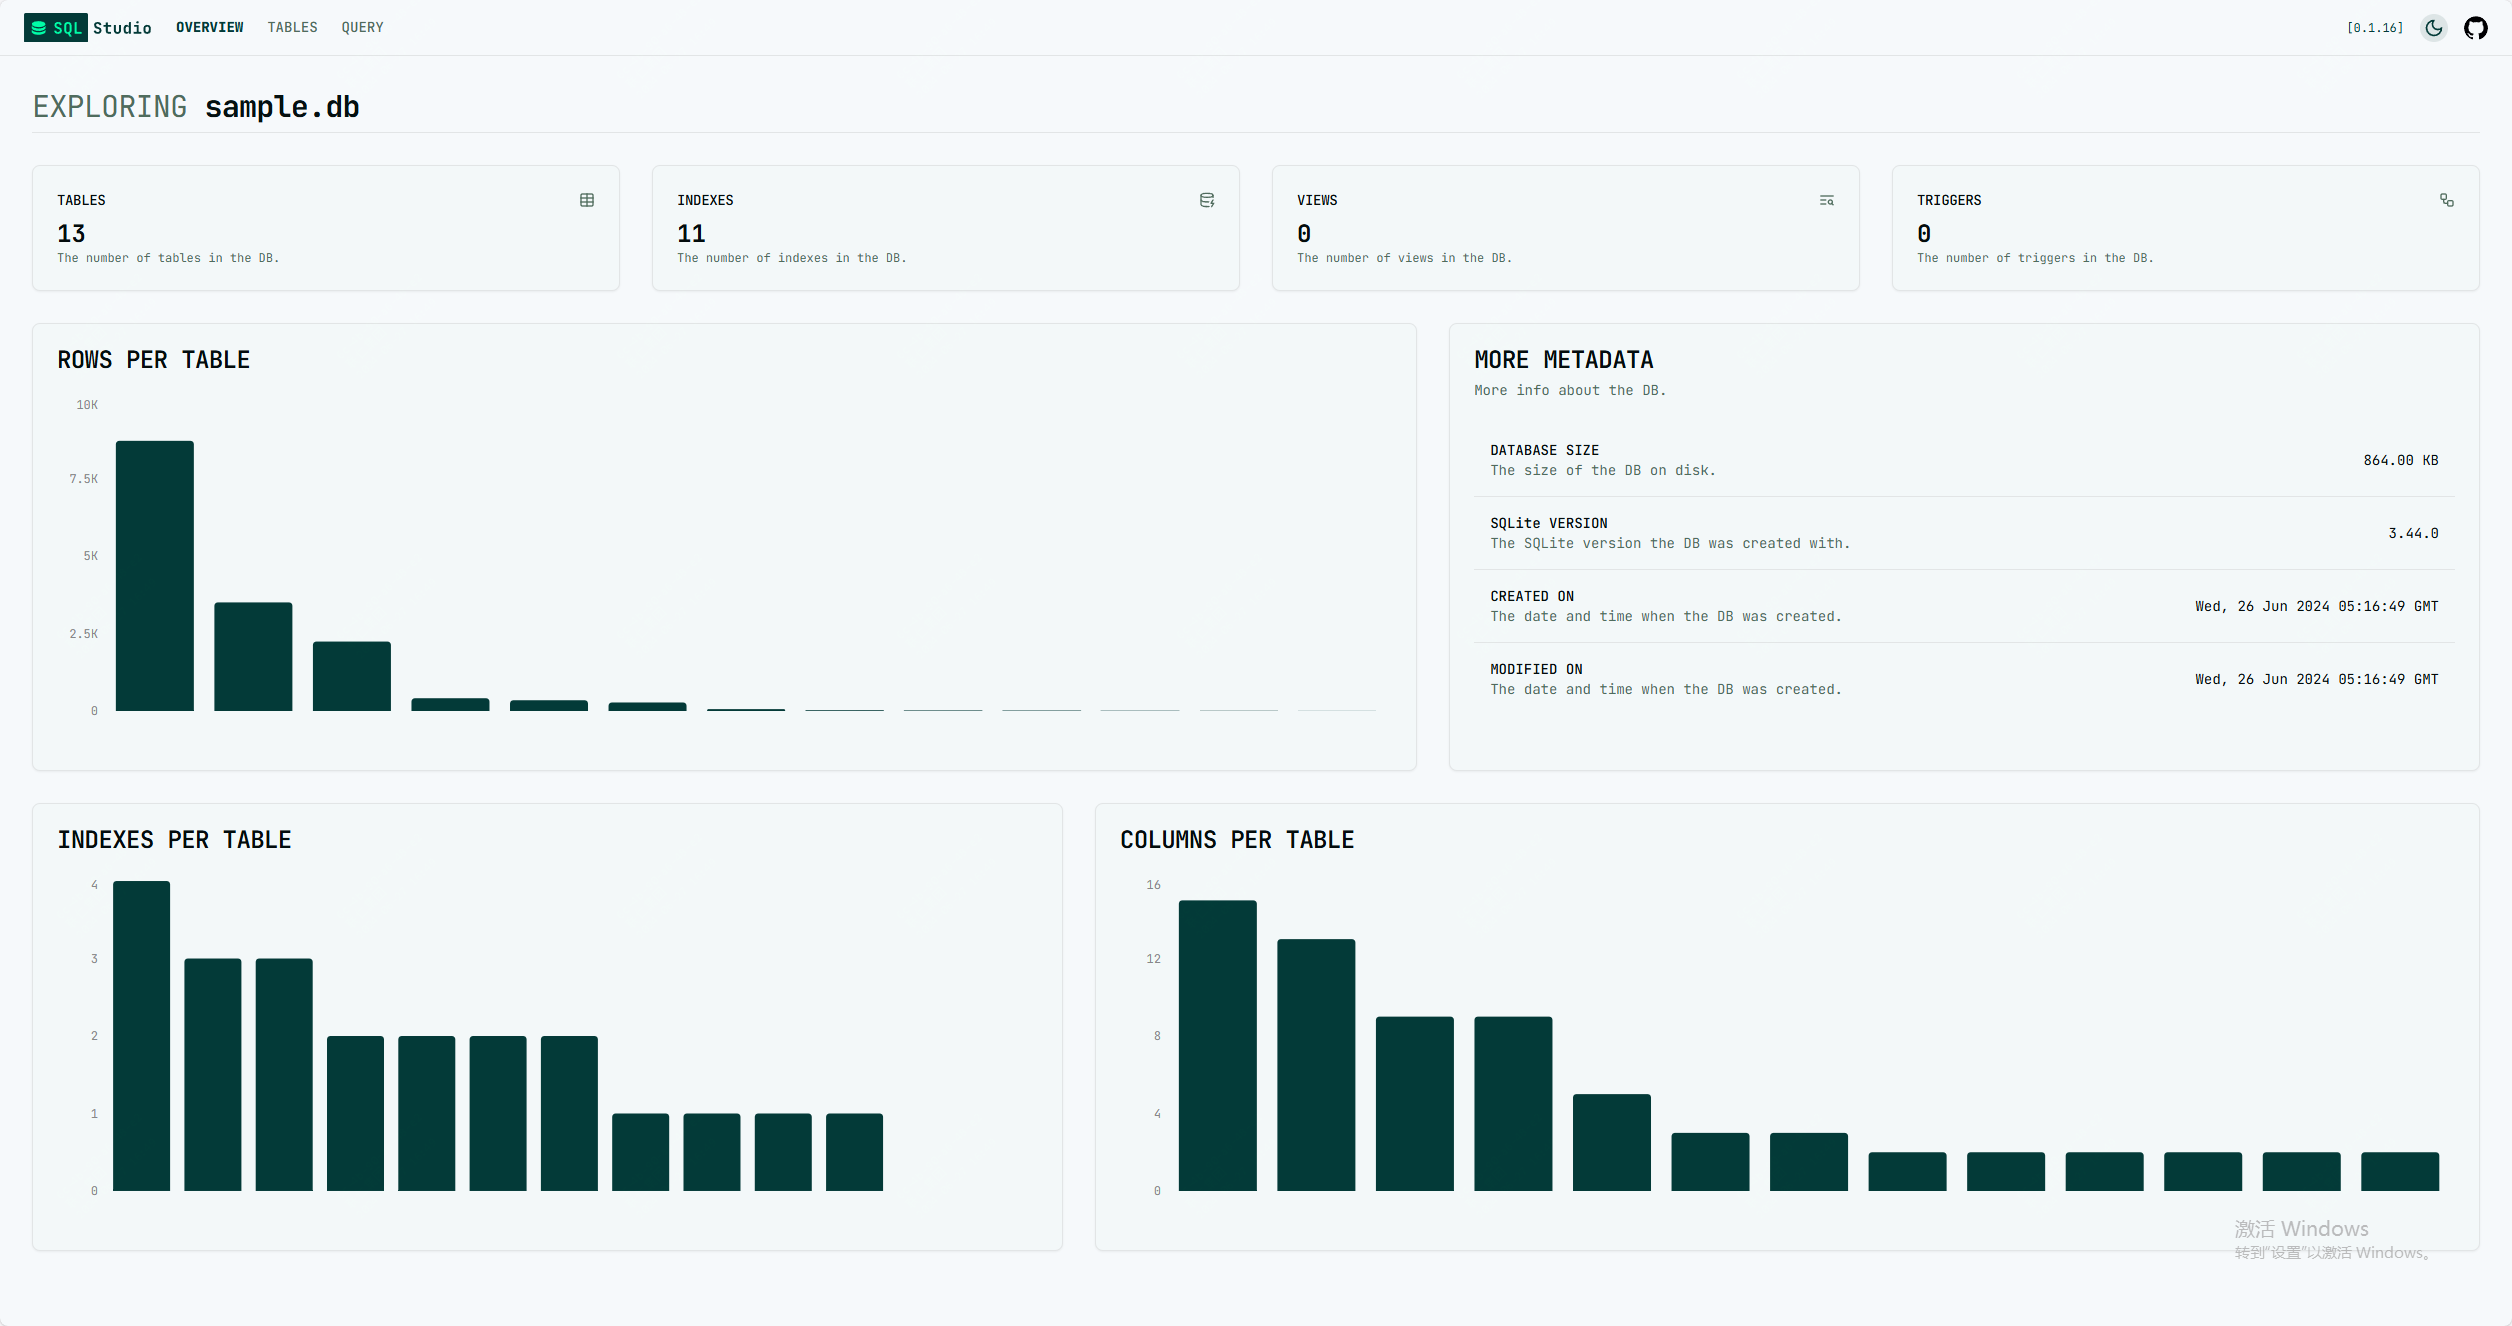 SQL Studio OVERVIEW TABLES QUERY [0.1.16]
EXPLORING sample.db
TABLES
13
The number of tables in the DB.
INDEXES
11
The number of indexes in the DB.
VIEWS
0
The number of views in the DB.
TRIGGERS
0
The number of triggers in the DB.
ROWS PER TABLE
10K
7.5K
5K
2.5K
0
MORE METADATA
More info about the DB.
DATABASE SIZE
The size of the DB on disk.
864.00 KB
SQLite VERSION
The SQLite version the DB was created with.
3.44.0
CREATED ON
The date and time when the DB was created.
Wed, 26 Jun 2024 05:16:49 GMT
MODIFIED ON
The date and time when the DB was created.
Wed, 26 Jun 2024 05:16:49 GMT
INDEXES PER TABLE
4
3
2
1
0
COLUMNS PER TABLE
16
12
8
4
0
激活 Windows
转到"设置"以激活 Windows。